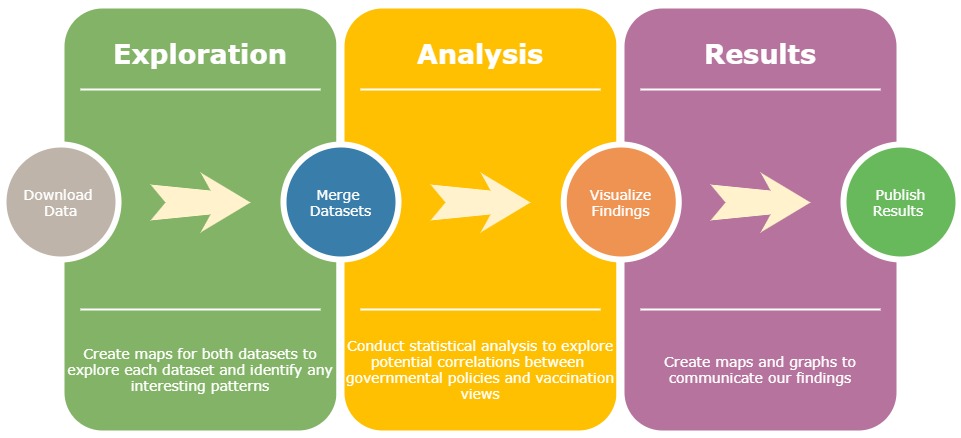 Exploration
Analysis
Results
Download
Data
Merge
Datasets
Visualize
Findings
Publish
Results
Create maps for both datasets to
explore each dataset and identify any
interesting patterns
Conduct statistical analysis to explore
potential correlations between
governmental policies and vaccination
views
Create maps and graphs to
communicate our findings